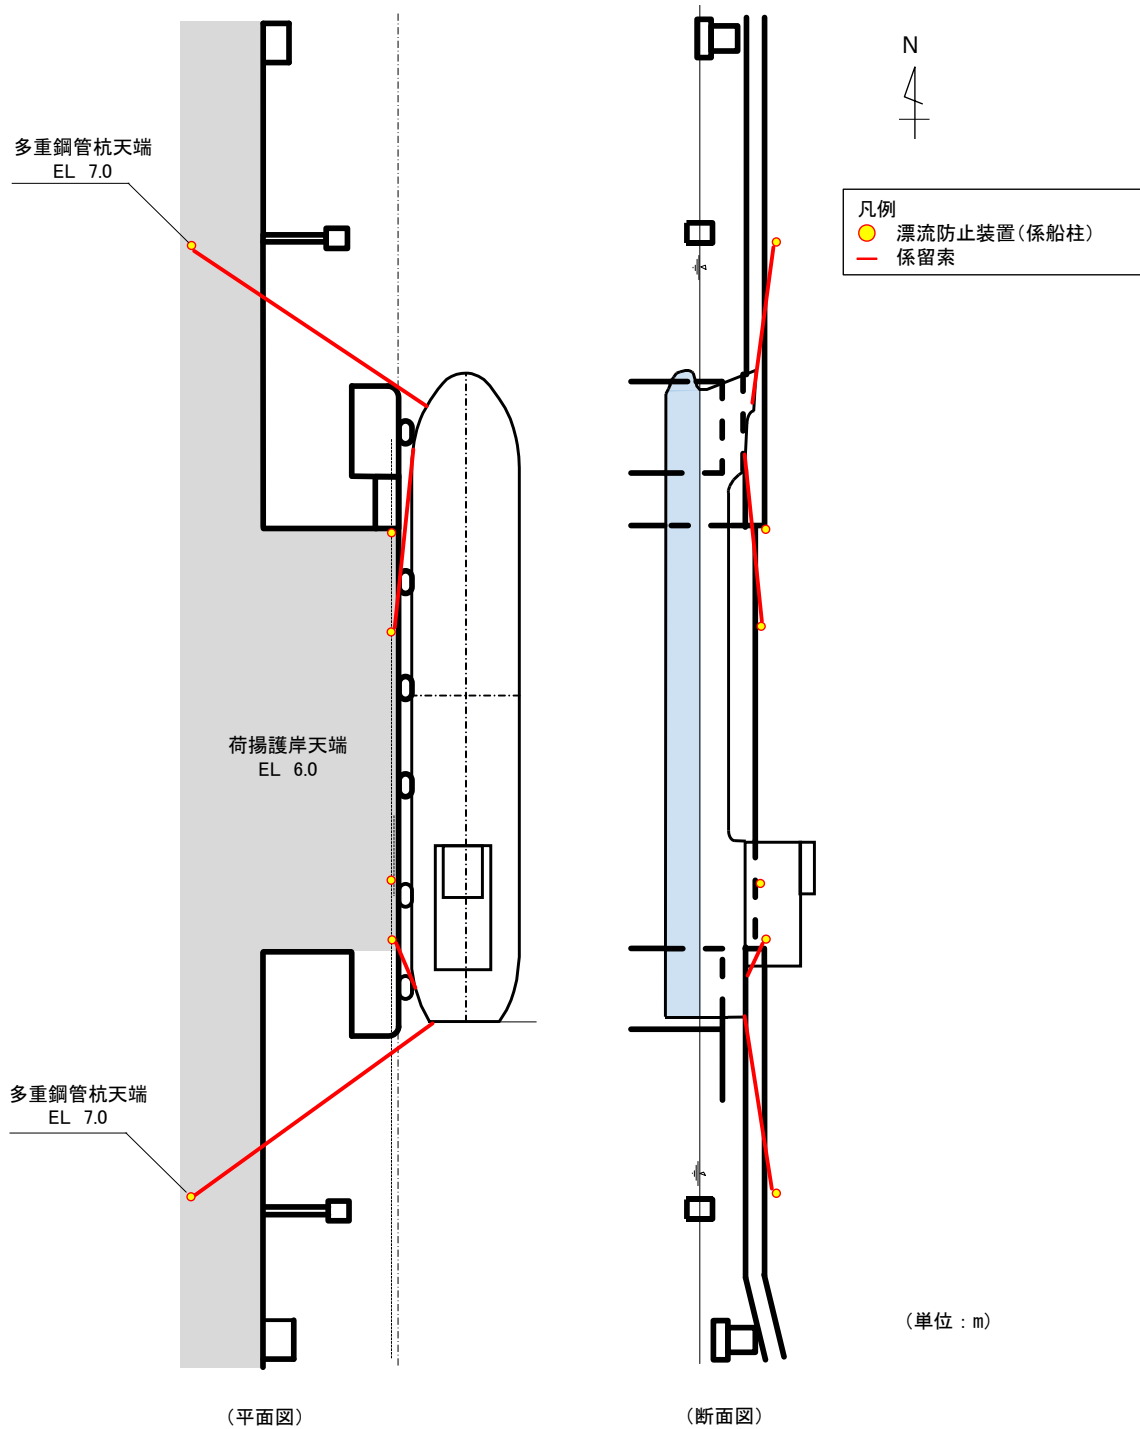 N
多重鋼管杭天端
EL 7.0
凡例
漂流防止装置(係船柱)
係留索
荷揚護岸天端
EL 6.0
多重鋼管杭天端
EL 7.0
(単位:m)
(平面図)
(断面図)